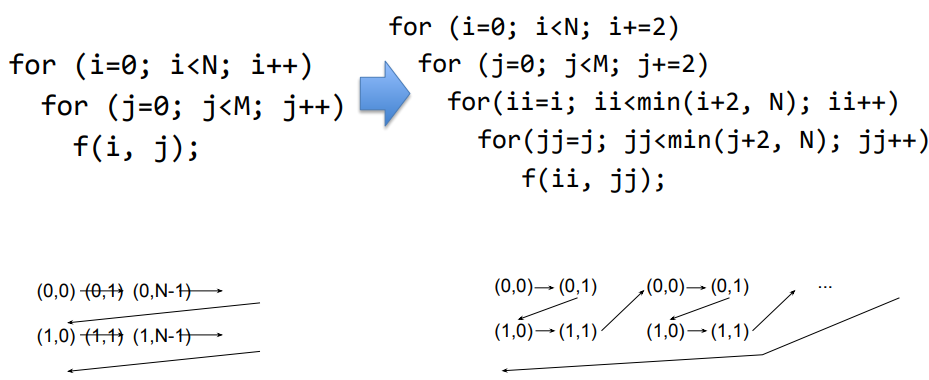 for (i=0; i<N; i++)
for (j=0; j<M; j++)
f(i, j);
for (i=0; i<N; i+=2)
for (j=0; j<M; j+=2)
for(ii=i; ii<min(i+2, N); ii++)
for(jj=j; jj<min(j+2, N); jj++)
f(ii, jj);
(0,0) (0,1) (0,N-1)
(1,0) (1,1) (1,N-1)
(0,0) (0,1) (0,0) (0,1) ...
(1,0) (1,1) (1,0) (1,1)